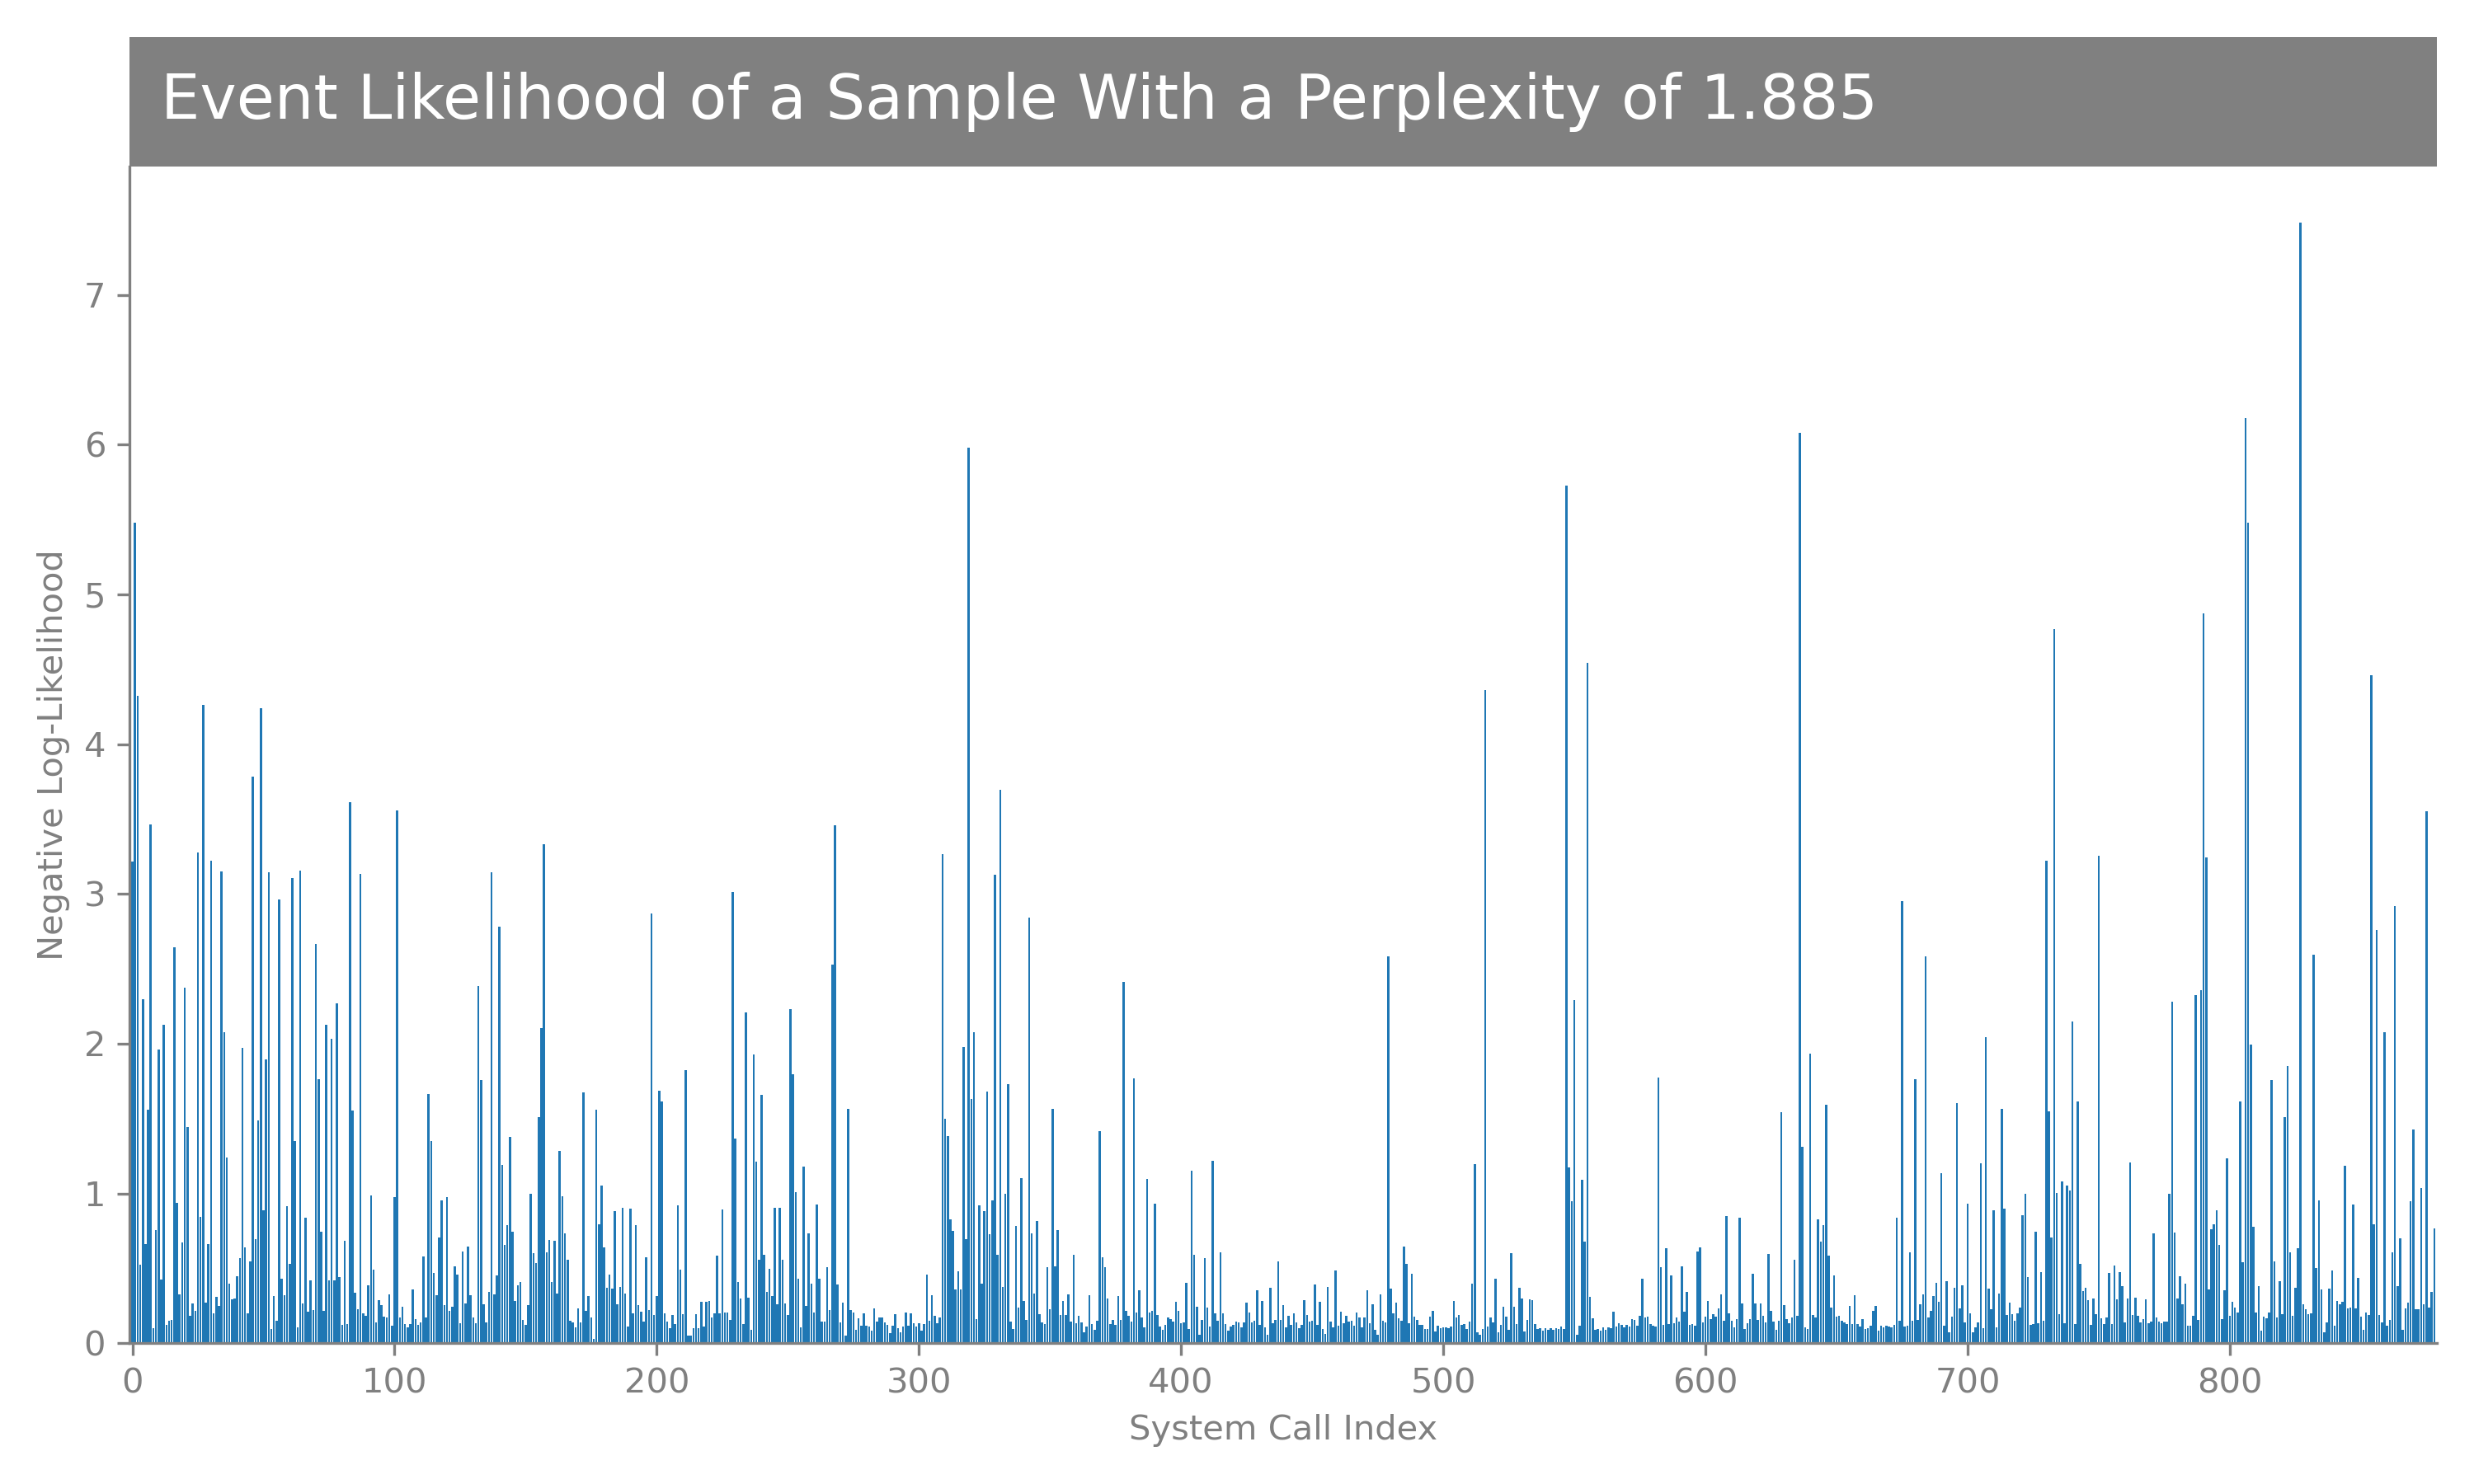 Event Likelihood of a Sample With a Perplexity of 1.885
Negative Log-Likelihood
7
6
5
4
3
2
1
0
0 100 200 300 400 500 600 700 800
System Call Index